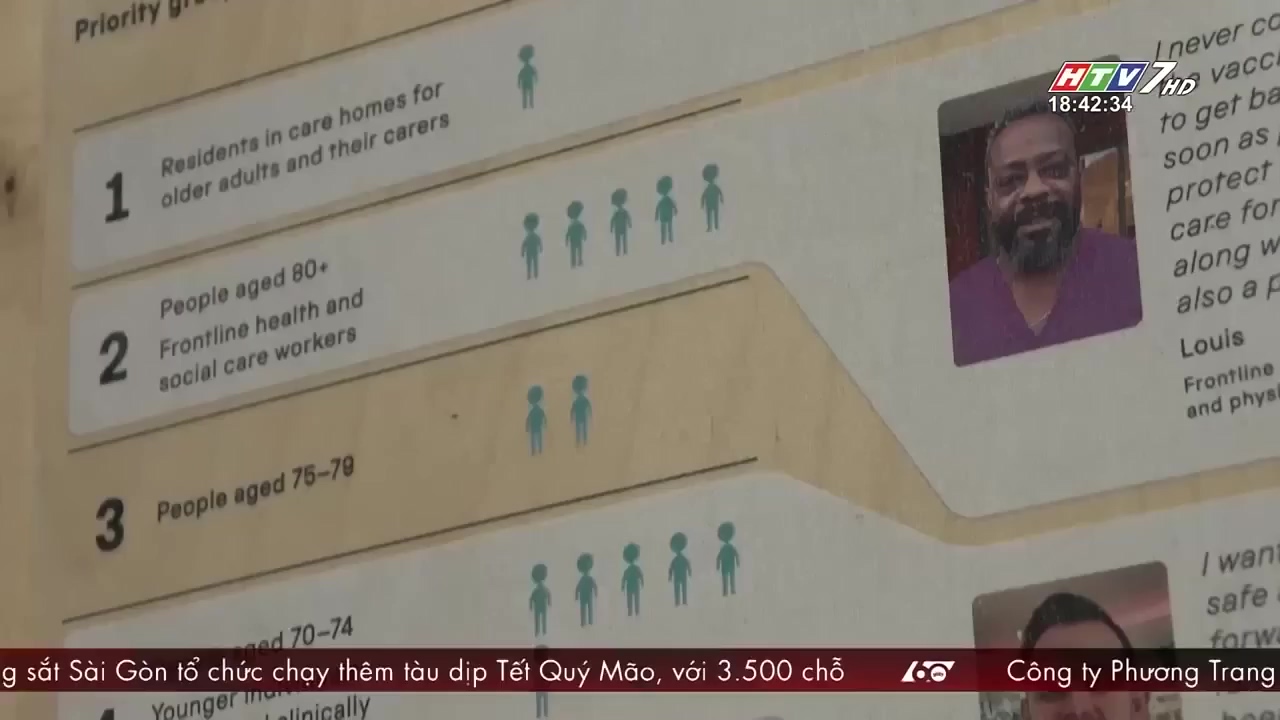 Priority
HTV7 HD
18:42:34
1
Residents in care homes for
older adults and their carers
2
People aged 80+
Frontline health and
social care workers
3
People aged 75–79
aged 70–74
Younger
clinically
I never
vacc
to get ba
soon as
protect
care for
along w
also a p
Louis
Frontline
and physi
I want
safe
forw
g sắt Sài Gòn tổ chức chạy thêm tàu dịp Tết Quý Mão, với 3.500 chỗ
60
Công ty Phương Trang